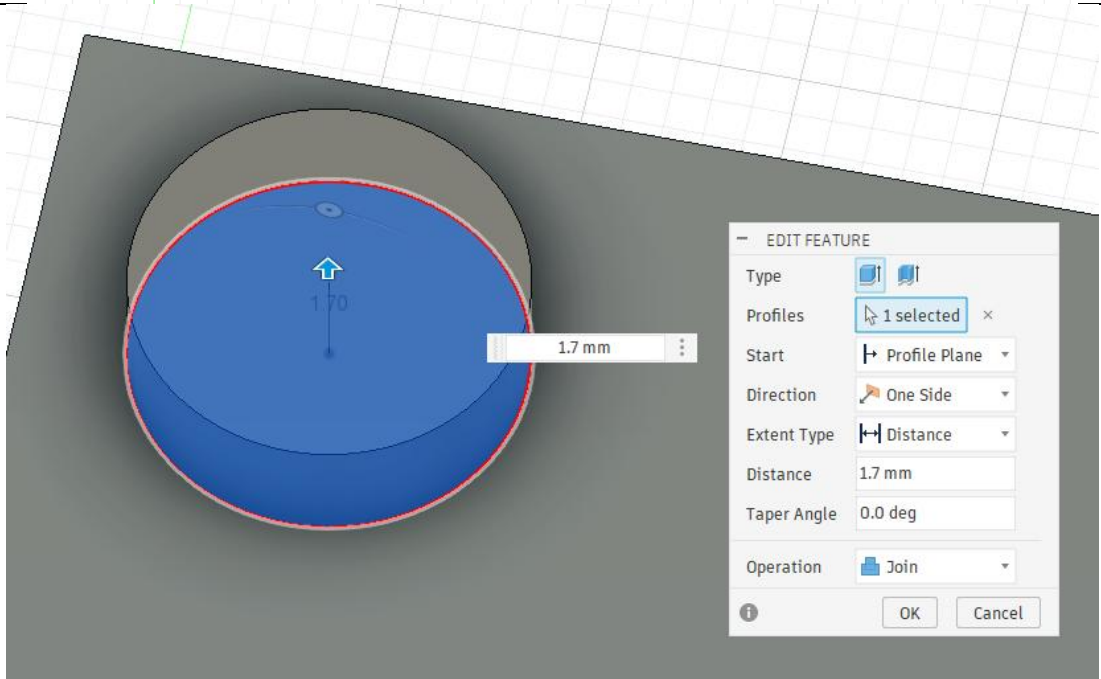 EDIT FEATURE
Type
Profiles 1 selected ×
Start Profile Plane
1.70
1.7 mm
Direction One Side
Extent Type Distance
Distance 1.7 mm
Taper Angle 0.0 deg
Operation Join
OK Cancel